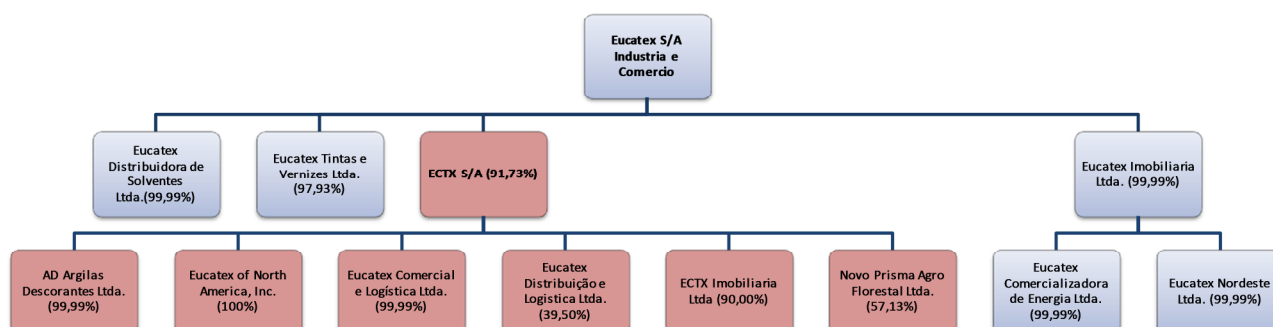 Eucatex S/A
Industria e
Comercio
Eucatex
Distribuidora de
Solventes
Ltda.(99,99%)
Eucatex Tintas e
Vernizes Ltda.
(97,93%)
ECTX S/A (91,73%)
Eucatex Imobiliaria
Ltda. (99,99%)
AD Argilas
Descorantes Ltda.
(99,99%)
Eucatex of North
America, Inc.
(100%)
Eucatex Comercial
e Logística Ltda.
(99,99%)
Eucatex
Distribuição e
Logistica Ltda.
(39,50%)
ECTX Imobiliaria
Ltda (90,00%)
Novo Prisma Agro
Florestal Ltda.
(57,13%)
Eucatex
Comercializadora
de Energia Ltda.
(99,99%)
Eucatex Nordeste
Ltda. (99,99%)